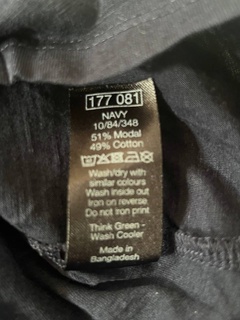 177 081
NAVY
10/84/348
51% Modal
49% Cotton
Wash/dry with
similar colours
Wash inside out
Iron on reverse
Do not iron print
Think Green -
Wash Cooler
Made in
Bangladesh